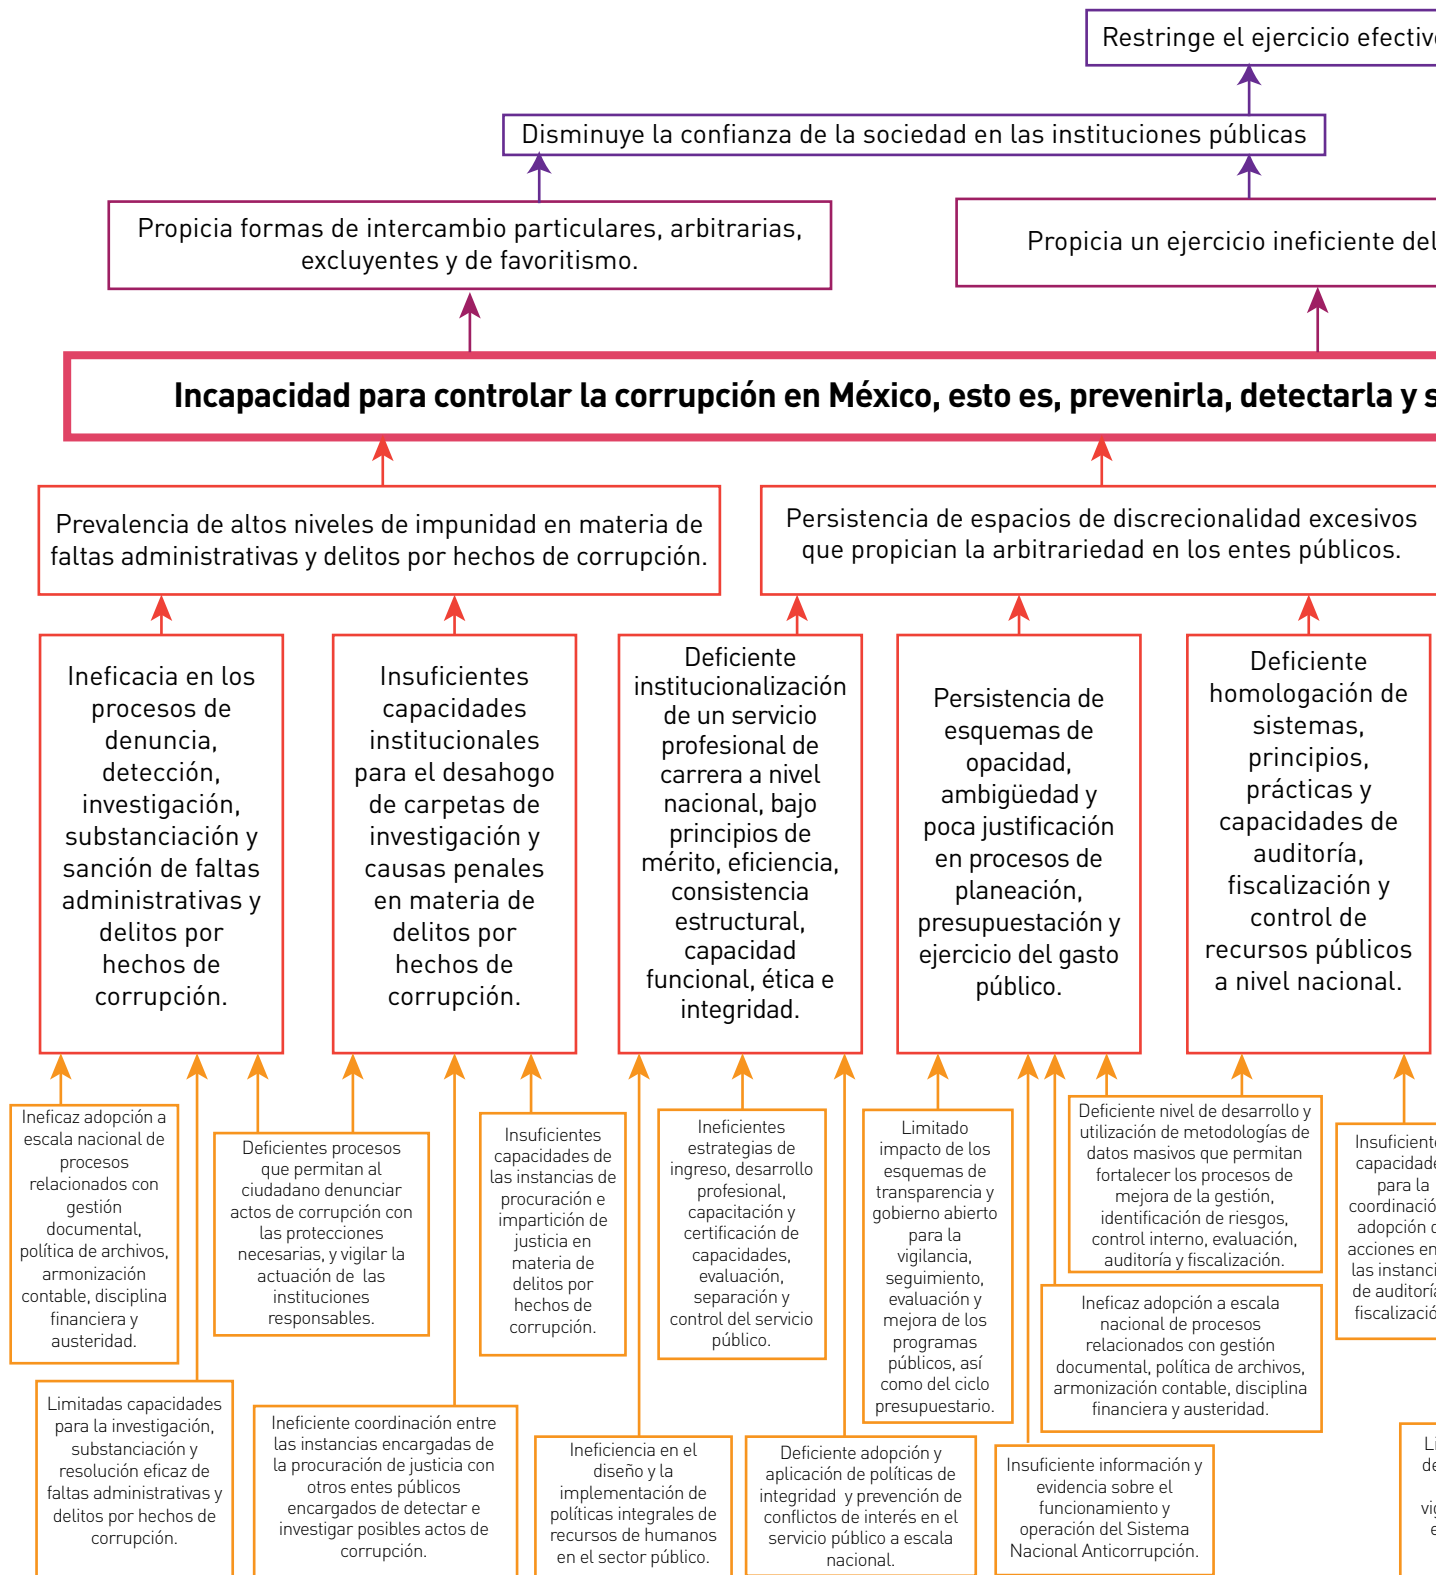 Restringe el ejercicio efectivo
Disminuye la confianza de la sociedad en las instituciones públicas
Propicia formas de intercambio particulares, arbitrarias,
excluyentes y de favoritismo.
Propicia un ejercicio ineficiente del
Incapacidad para controlar la corrupción en México, esto es, prevenirla, detectarla y s
Prevalencia de altos niveles de impunidad en materia de
faltas administrativas y delitos por hechos de corrupción.
Persistencia de espacios de discrecionalidad excesivos
que propician la arbitrariedad en los entes públicos.
Ineficacia en los
procesos de
denuncia,
detección,
investigación,
substanciación y
sanción de faltas
administrativas y
delitos por
hechos de
corrupción.
Insuficientes
capacidades
institucionales
para el desahogo
de carpetas de
investigación y
causas penales
en materia de
delitos por
hechos de
corrupción.
Deficiente
institucionalización
de un servicio
profesional de
carrera a nivel
nacional, bajo
principios de
mérito, eficiencia,
consistencia
estructural,
capacidad
funcional, ética e
integridad.
Persistencia de
esquemas de
opacidad,
ambigüedad y
poca justificación
en procesos de
planeación,
presupuestación y
ejercicio del gasto
público.
Deficiente
homologación de
sistemas,
principios,
prácticas y
capacidades de
auditoría,
fiscalización y
control de
recursos públicos
a nivel nacional.
Ineficaz adopción a
escala nacional de
procesos
relacionados con
gestión
documental,
política de archivos,
armonización
contable, disciplina
financiera y
austeridad.
Deficientes procesos
que permitan al
ciudadano denunciar
actos de corrupción con
las protecciones
necesarias, y vigilar la
actuación de las
instituciones
responsables.
Insuficientes
capacidades de
las instancias de
procuración e
impartición de
justicia en
materia de
delitos por
hechos de
corrupción.
Ineficientes
estrategias de
ingreso, desarrollo
profesional,
capacitación y
certificación de
capacidades,
evaluación,
separación y
control del servicio
público.
Limitado
impacto de los
esquemas de
transparencia y
gobierno abierto
para la
vigilancia,
seguimiento,
evaluación y
mejora de los
programas
públicos, así
como del ciclo
presupuestario.
Deficiente nivel de desarrollo y
utilización de metodologías de
datos masivos que permitan
fortalecer los procesos de
mejora de la gestión,
identificación de riesgos,
control interno, evaluación,
auditoría y fiscalización.
Insuficiente
capacidade
para la
coordinación
adopción d
acciones en
las instanci
de auditoría
fiscalizació
Ineficaz adopción a escala
nacional de procesos
relacionados con gestión
documental, política de archivos,
armonización contable, disciplina
financiera y austeridad.
Limitadas capacidades
para la investigación,
substanciación y
resolución eficaz de
faltas administrativas y
delitos por hechos de
corrupción.
Ineficiente coordinación entre
las instancias encargadas de
la procuración de justicia con
otros entes públicos
encargados de detectar e
investigar posibles actos de
corrupción.
Ineficiencia en el
diseño y la
implementación de
políticas integrales de
recursos de humanos
en el sector público.
Deficiente adopción y
aplicación de políticas de
integridad y prevención de
conflictos de interés en el
servicio público a escala
nacional.
Insuficiente información y
evidencia sobre el
funcionamiento y
operación del Sistema
Nacional Anticorrupción.
Li
de
vig
e